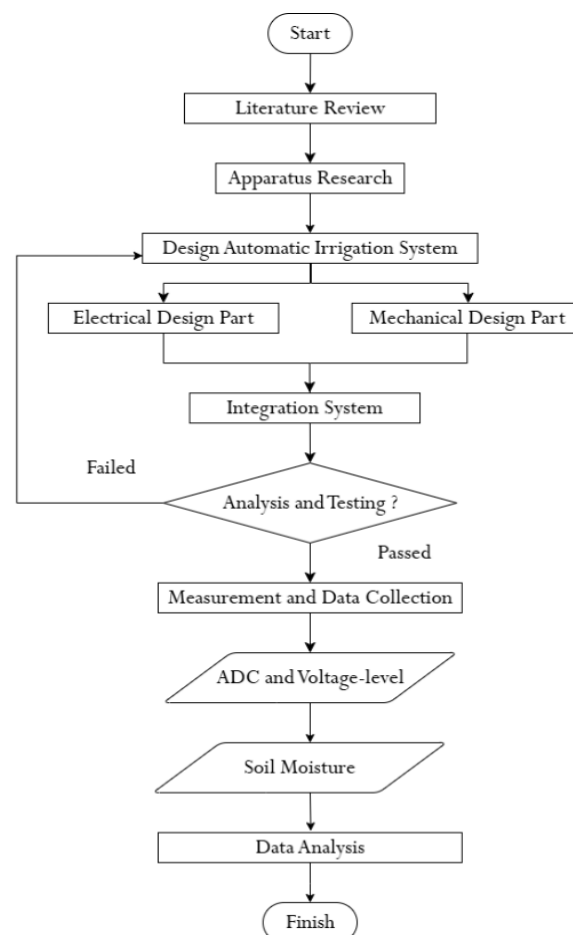 Start
Literature Review
Apparatus Research
Design Automatic Irrigation System
Electrical Design Part
Mechanical Design Part
Integration System
Failed
Analysis and Testing ?
Passed
Measurement and Data Collection
ADC and Voltage-level
Soil Moisture
Data Analysis
Finish